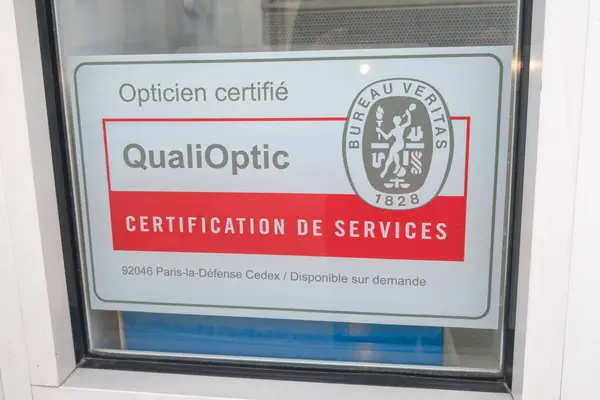 Opticien certifié
BUREAU VERITAS
QualiOptic
1828
CERTIFICATION DE SERVICES
92046 Paris-la-Défense Cedex / Disponible sur demande